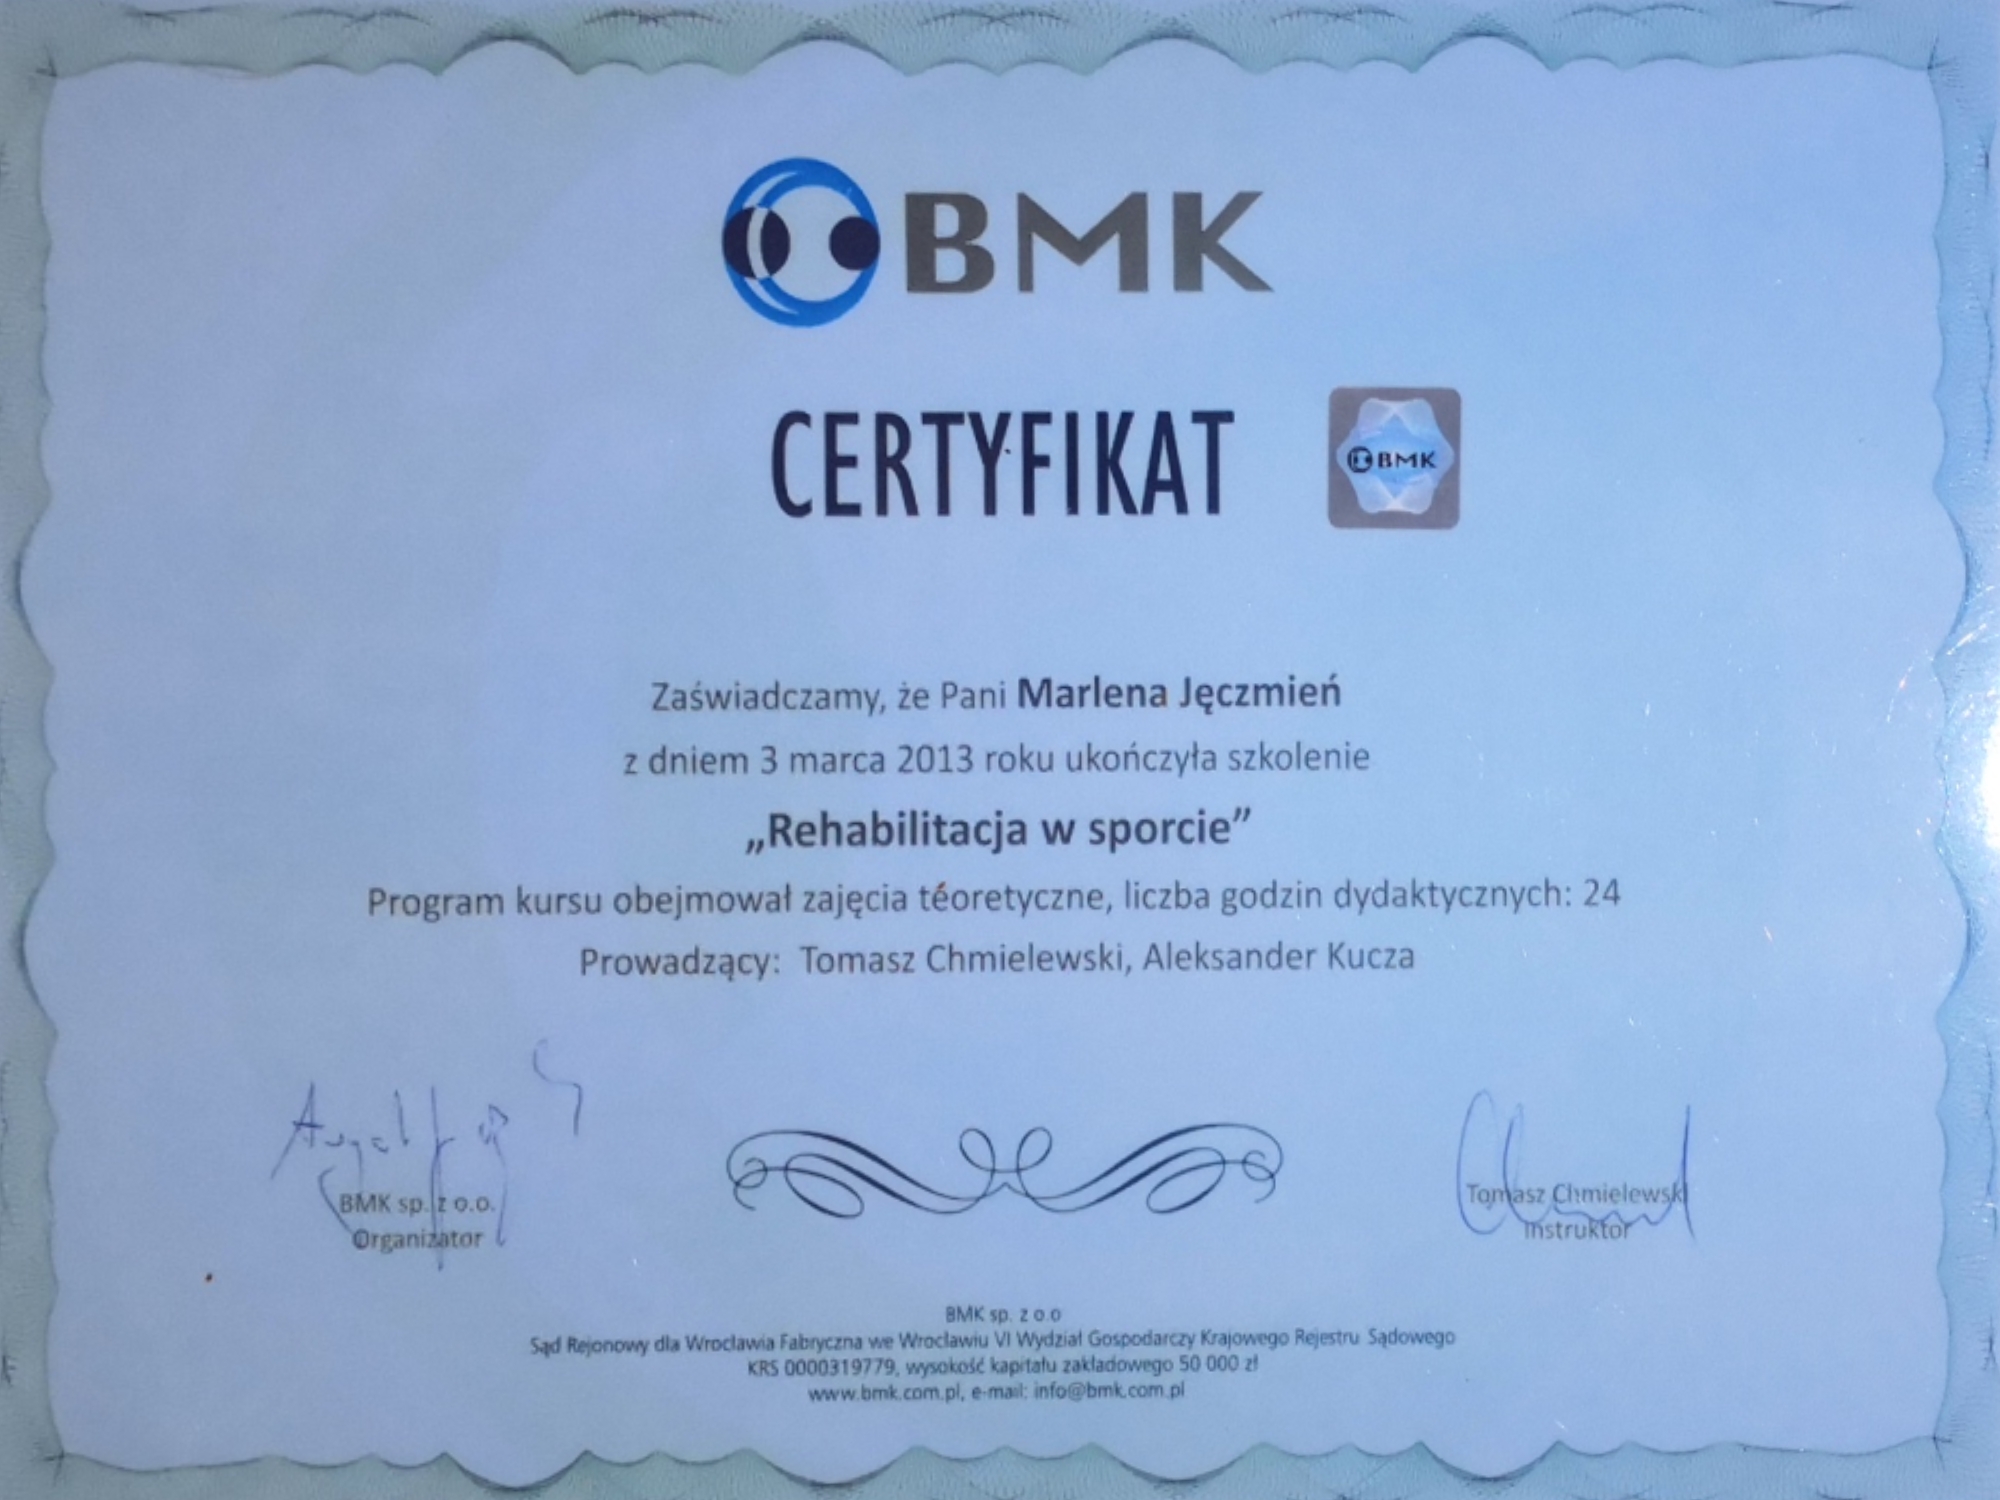 BMK
CERTYFIKAT
BMK
Zaświadczamy, że Pani Marlena Jęczmień
z dniem 3 marca 2013 roku ukończyła szkolenie
„Rehabilitacja w sporcie”
Program kursu obejmował zajęcia teoretyczne, liczba godzin dydaktycznych: 24
Prowadzący: Tomasz Chmielewski, Aleksander Kucza
BMK sp. z o.o.
Organizator
Tomasz Chmielewski
Instruktor
BMK sp. z o.o
Sąd Rejonowy dla Wrocławia Fabryczna we Wrocławiu VI Wydział Gospodarczy Krajowego Rejestru Sądowego
KRS 0000319779, wysokość kapitału zakładowego 50 000 zł
www.bmk.com.pl, e-mail: info@bmk.com.pl